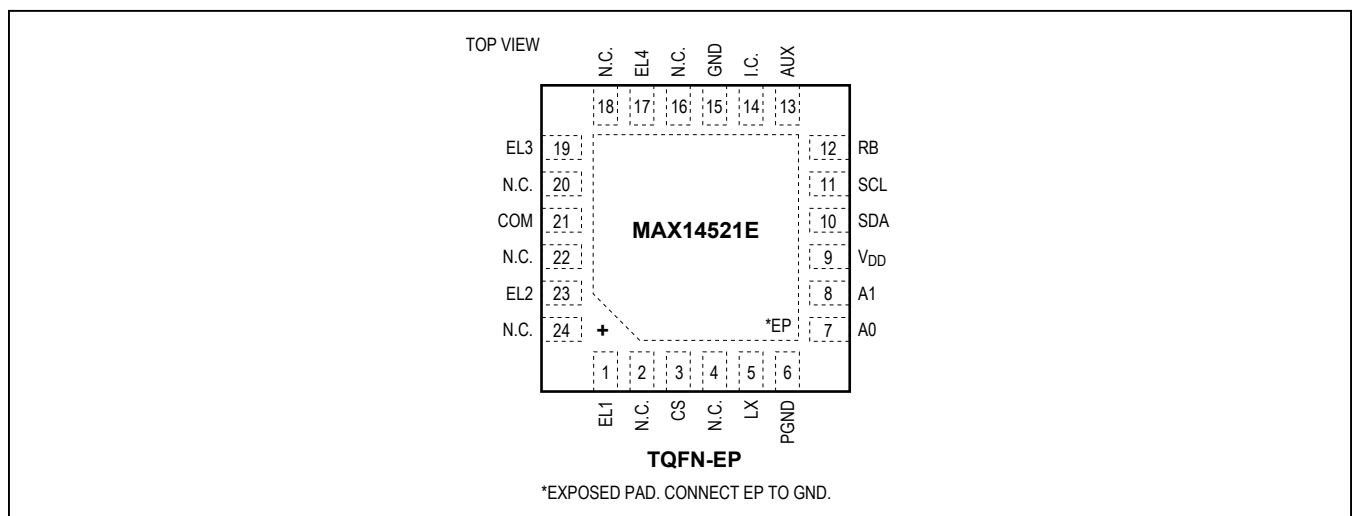 TOP VIEW
N.C. EL4 N.C. GND I.C. AUX
18 17 16 15 14 13
EL3 19 12 RB
N.C. 20 11 SCL
COM 21 MAX14521E 10 SDA
N.C. 22 9 VDD
EL2 23 8 A1
N.C. 24 + *EP 7 A0
1 2 3 4 5 6
EL1 N.C. CS N.C. LX PGND
TQFN-EP
*EXPOSED PAD. CONNECT EP TO GND.